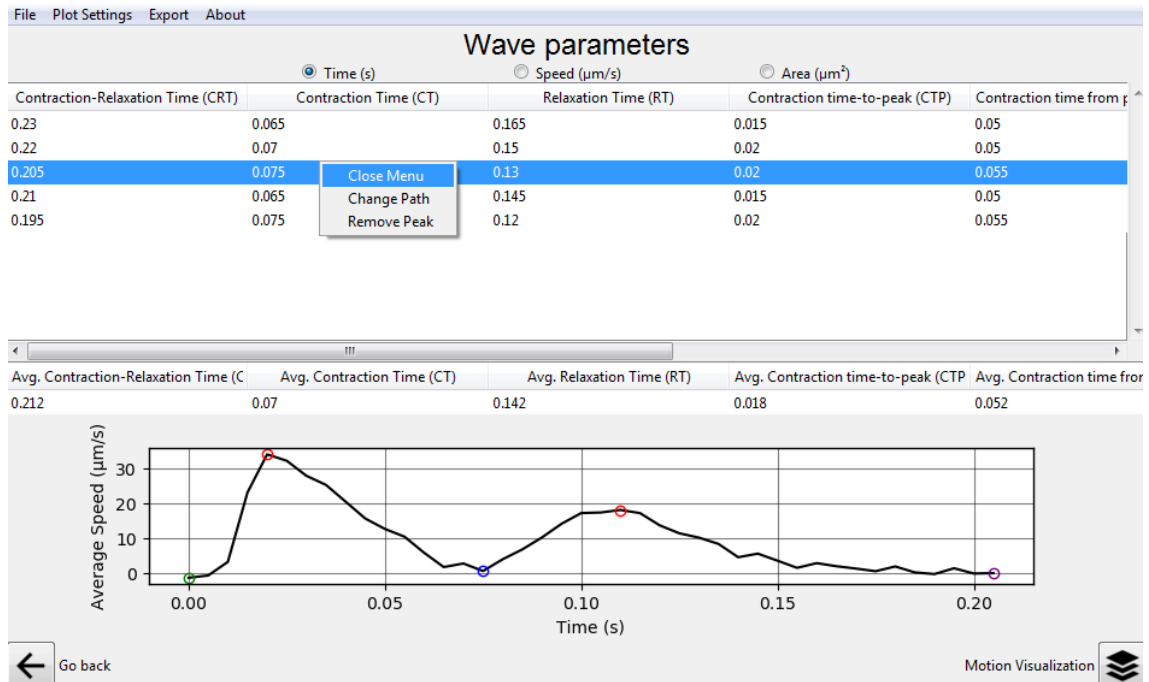 File Plot Settings Export About
Wave parameters
Time (s) Speed (µm/s) Area (µm²)
Contraction-Relaxation Time (CRT) Contraction Time (CT) Relaxation Time (RT) Contraction time-to-peak (CTP) Contraction time from p
0.23 0.065 0.165 0.015 0.05
0.22 0.07 0.15 0.02 0.05
0.205 0.075 0.13 0.02 0.055
Close Menu
0.21 0.065 0.145 0.015 0.05
Change Path
0.195 0.075 0.12 0.02 0.055
Remove Peak
Avg. Contraction-Relaxation Time (C Avg. Contraction Time (CT) Avg. Relaxation Time (RT) Avg. Contraction time-to-peak (CTP Avg. Contraction time fror
0.212 0.07 0.142 0.018 0.052
Average Speed (µm/s)
30
20
10
0
0.00 0.05 0.10 0.15 0.20
Time (s)
Go back Motion Visualization